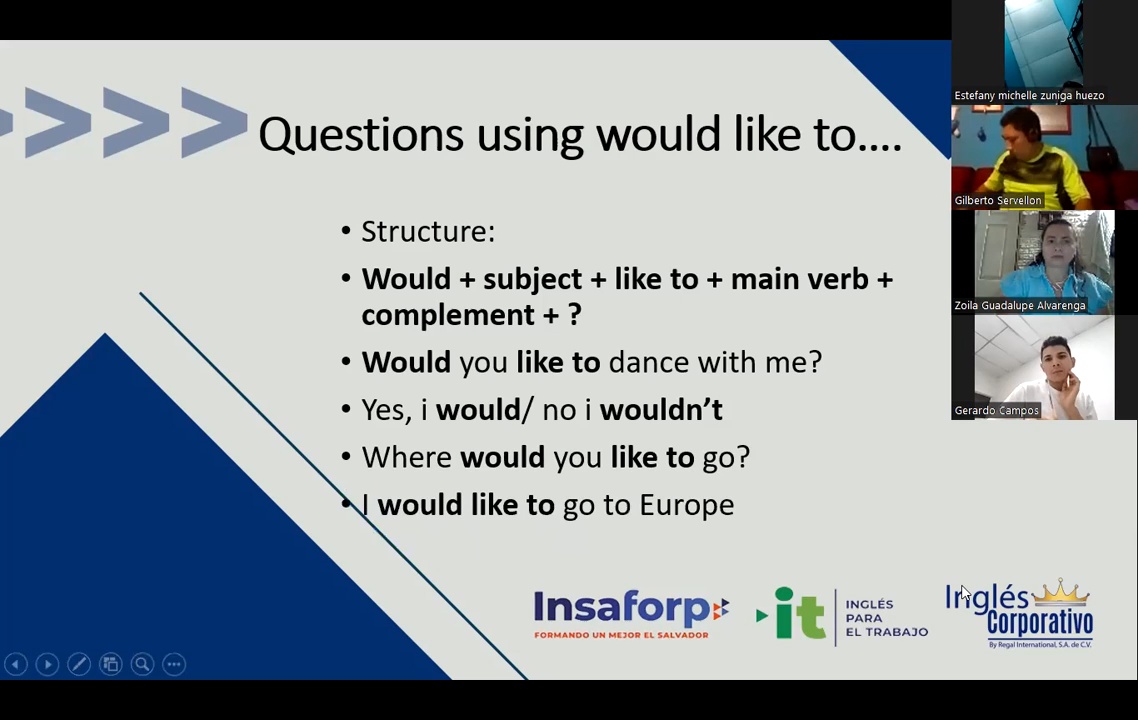 Questions using would like to....
• Structure:
• Would + subject + like to + main verb +
complement + ?
• Would you like to dance with me?
• Yes, i would/ no i wouldn't
• Where would you like to go?
• I would like to go to Europe
Insaforp
FORMANDO UN MEJOR EL SALVADOR
it
INGLÉS
PARA
EL TRABAJO
Inglés
Corporativo
By Regal International, S.A. de C.V.
Estefany michelle zuniga huezo
Gilberto Servellon
Zoila Guadalupe Alvarenga
Gerardo Campos